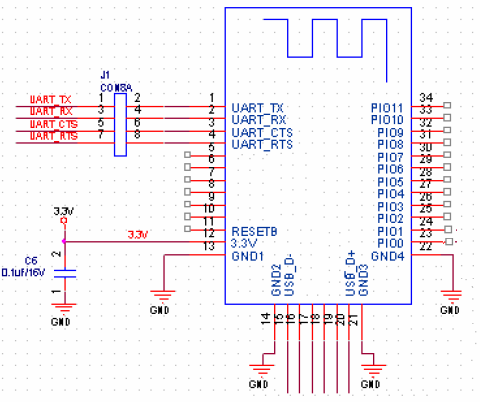 J1
CON8A
UART_TX 1 2 1 UART_TX
UART_RX 3 4 2 UART_RX
UART_CTS 5 6 3 UART_CTS
UART_RTS 7 8 4 UART_RTS
5
6
7
8
9
10
11
12 RESETB
3.3V 13 3.3V
GND1
34
PIO11 33
PIO10 32
PIO9 31
PIO8 30
PIO7 29
PIO6 28
PIO5 27
PIO4 26
PIO3 25
PIO2 24
PIO1 23
PIO0 22
GND4
3.3V
2
C6
0.1uf/16V
1
GND
GND
GND2
USB_D-
USB_D+
GND3
14
15
16
17
18
19
20
21
GND
GND
GND